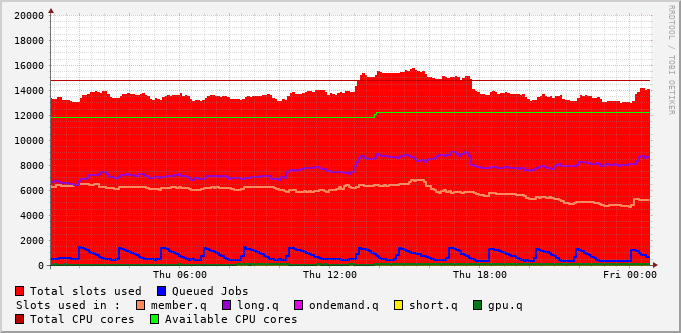 RRDTOOL / TOBI OETIKER
20000
18000
16000
14000
12000
10000
8000
6000
4000
2000
0
Thu 06:00 Thu 12:00 Thu 18:00 Fri 00:00
Total slots used Queued Jobs
Slots used in : member.q long.q ondemand.q short.q gpu.q
Total CPU cores Available CPU cores